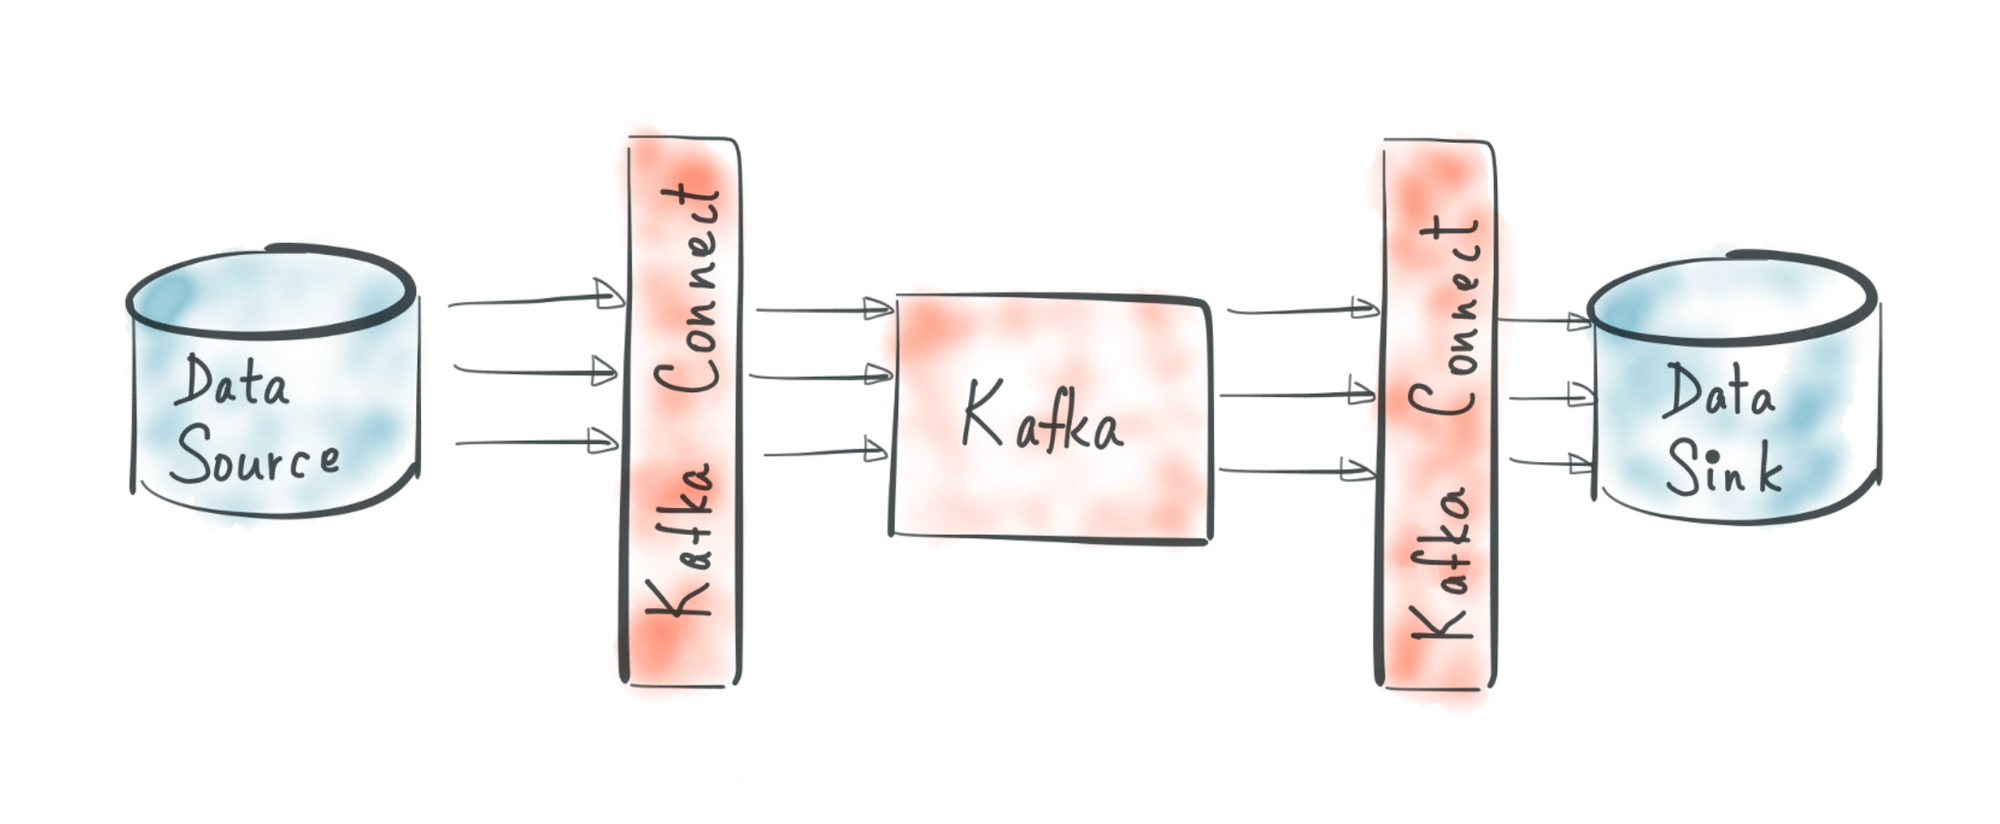 Data
Source
Kafka Connect
Kafka
Kafka Connect
Data
Sink